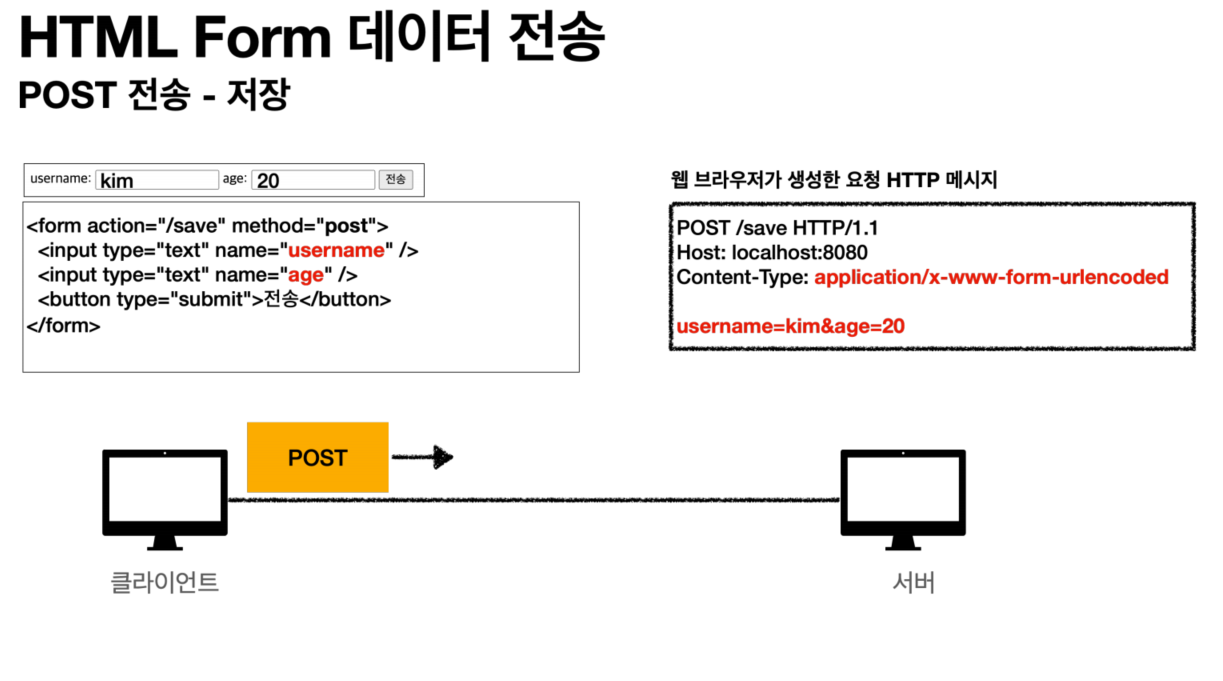 HTML Form 데이터 전송
POST 전송 - 저장
username: kim age: 20 전송
<form action="/save" method="post">
<input type="text" name="username" />
<input type="text" name="age" />
<button type="submit">전송</button>
</form>
웹 브라우저가 생성한 요청 HTTP 메시지
POST /save HTTP/1.1
Host: localhost:8080
Content-Type: application/x-www-form-urlencoded
username=kim&age=20
POST
클라이언트
서버